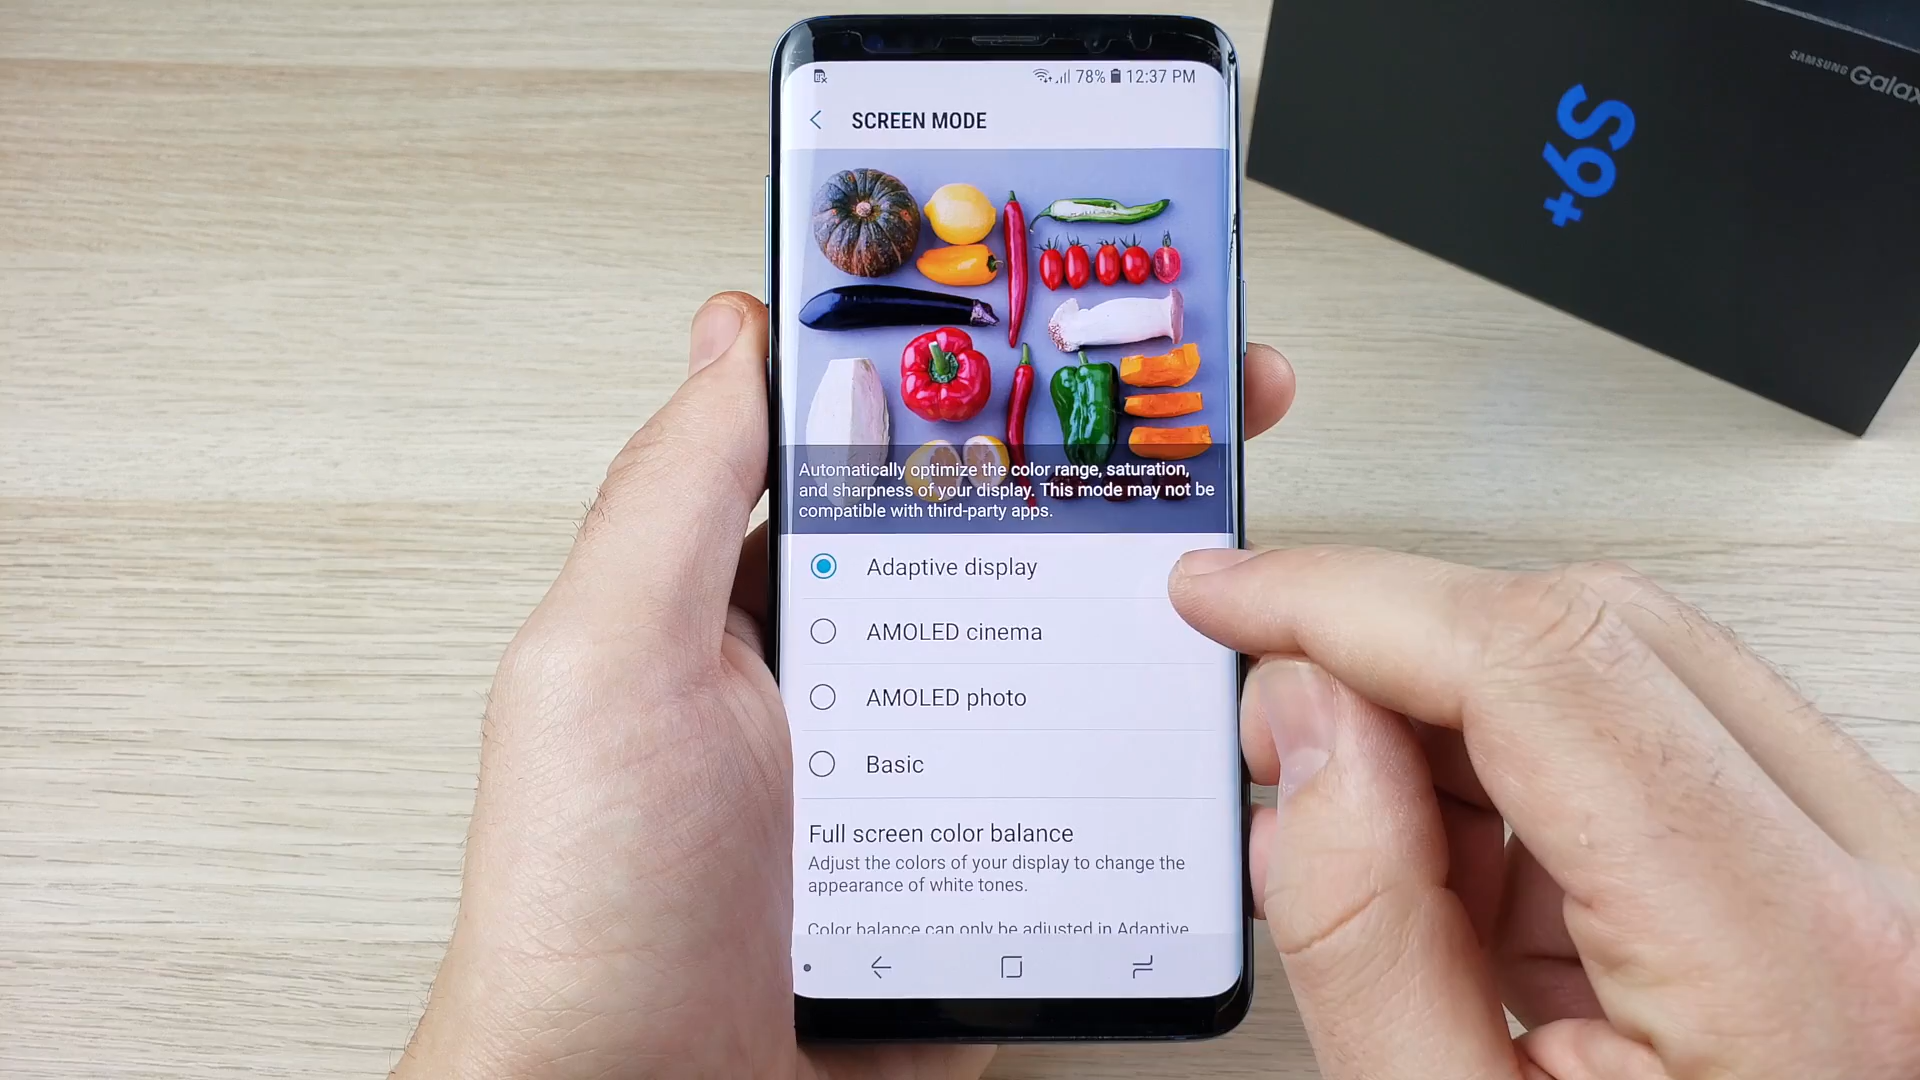 78% 12:37 PM
SCREEN MODE
Automatically optimize the color range, saturation,
and sharpness of your display. This mode may not be
compatible with third-party apps.
Adaptive display
AMOLED cinema
AMOLED photo
Basic
Full screen color balance
Adjust the colors of your display to change the
appearance of white tones.
Color balance can only be adjusted in Adaptive
SAMSUNG Galax
S9+